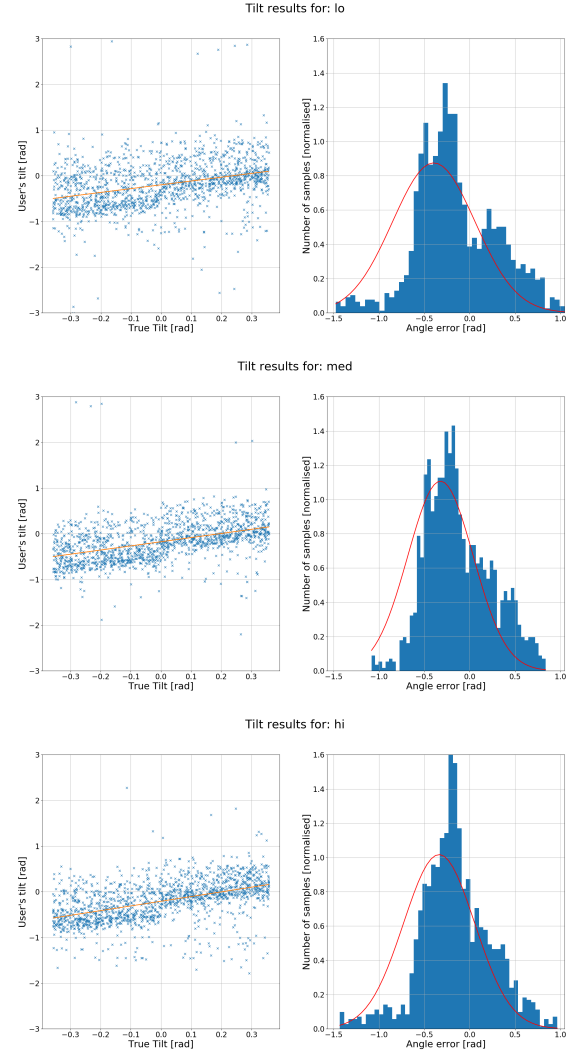 Tilt results for: lo
User's tilt [rad]
3
2
1
0
−1
−2
−3
−0.3 −0.2 −0.1 0.0 0.1 0.2 0.3
True Tilt [rad]
Number of samples [normalised]
1.6
1.4
1.2
1.0
0.8
0.6
0.4
0.2
0.0
−1.5 −1.0 −0.5 0.0 0.5 1.0
Angle error [rad]
Tilt results for: med
User's tilt [rad]
3
2
1
0
−1
−2
−3
−0.3 −0.2 −0.1 0.0 0.1 0.2 0.3
True Tilt [rad]
Number of samples [normalised]
1.6
1.4
1.2
1.0
0.8
0.6
0.4
0.2
0.0
−1.5 −1.0 −0.5 0.0 0.5 1.0
Angle error [rad]
Tilt results for: hi
User's tilt [rad]
3
2
1
0
−1
−2
−3
−0.3 −0.2 −0.1 0.0 0.1 0.2 0.3
True Tilt [rad]
Number of samples [normalised]
1.6
1.4
1.2
1.0
0.8
0.6
0.4
0.2
0.0
−1.5 −1.0 −0.5 0.0 0.5 1.0
Angle error [rad]